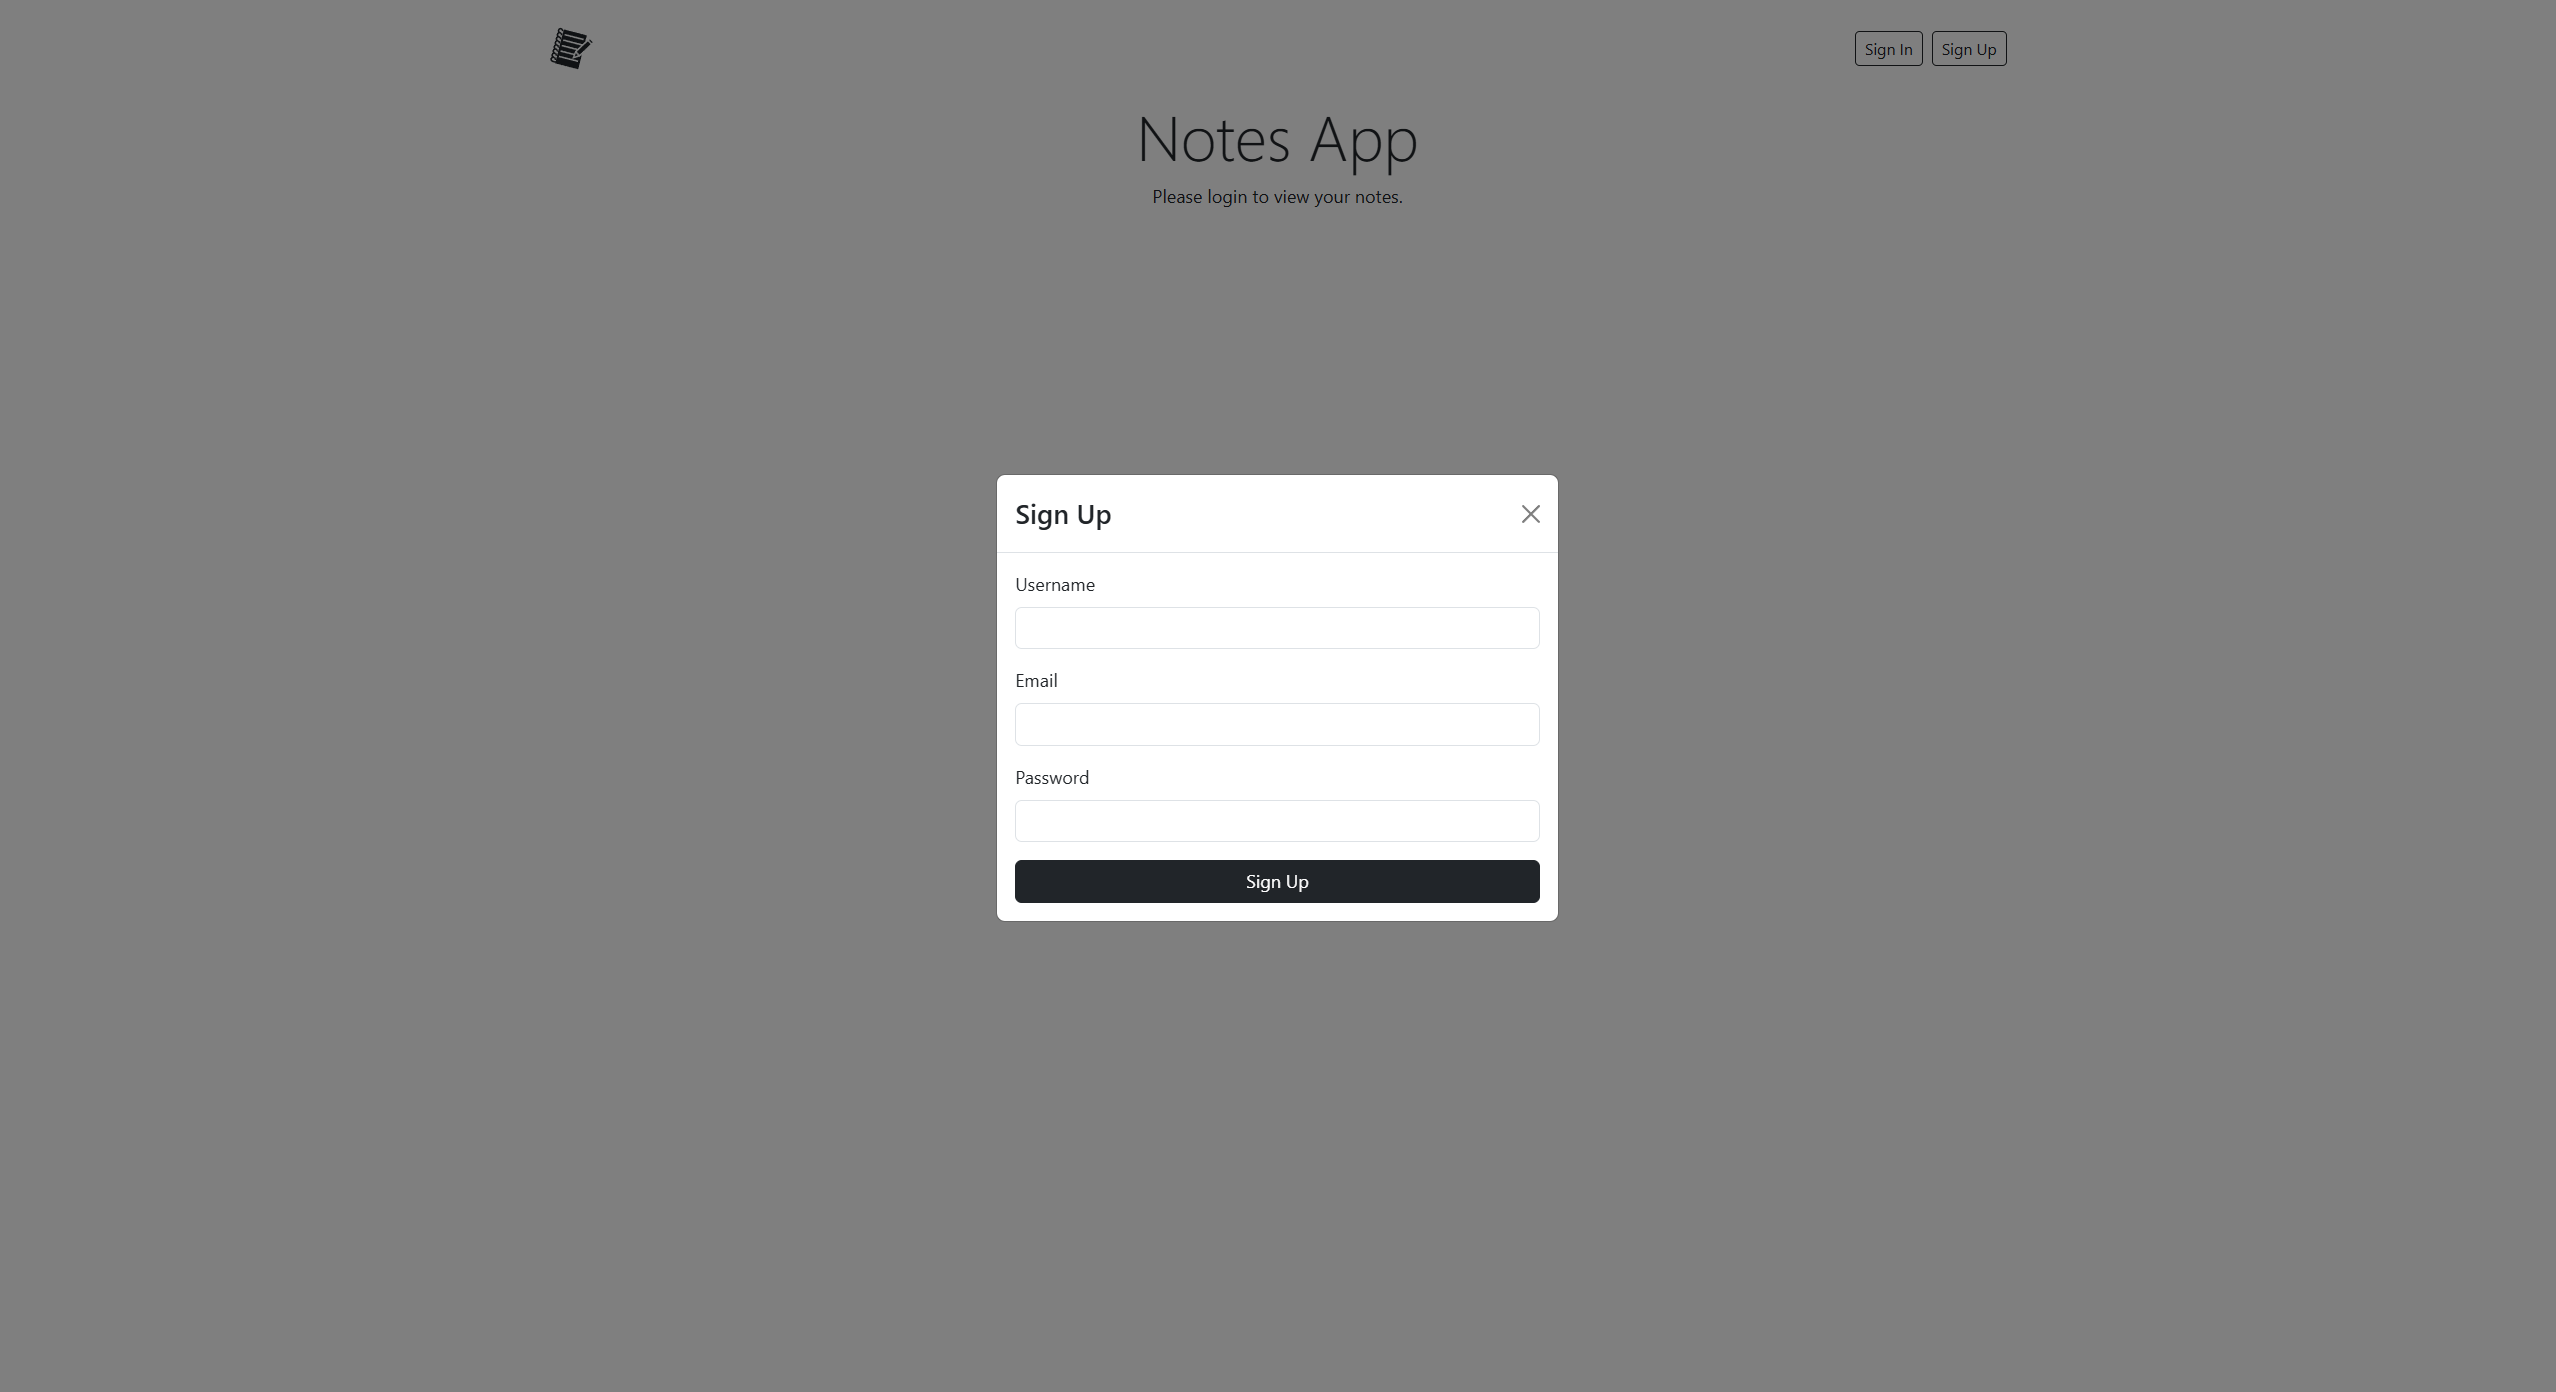 Sign In Sign Up
Notes App
Please login to view your notes.
Sign Up
Username
Email
Password
Sign Up